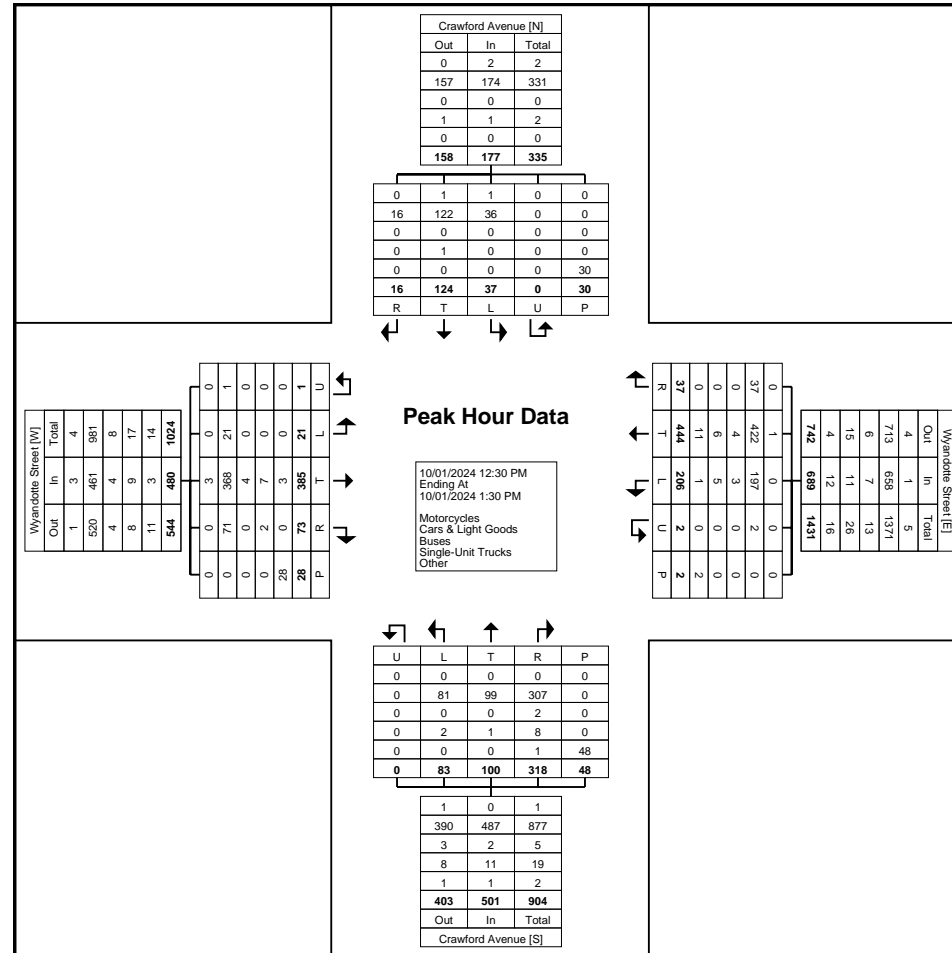 Crawford Avenue [N]
Out In Total
0 2 2
157 174 331
0 0 0
1 1 2
0 0 0
158 177 335
0 1 1 0 0
16 122 36 0 0
0 0 0 0 0
0 1 0 0 0
0 0 0 0 30
16 124 37 0 30
R T L U P
Wyandotte Street [W]
Total 4 981 8 17 14 1024
In 3 461 4 9 3 480
Out 1 520 4 8 11 544
0 1 0 0 0 1 U
0 21 0 0 0 21 L
3 368 4 7 3 385 T
0 71 0 2 0 73 R
0 0 0 0 28 28 P
Peak Hour Data
10/01/2024 12:30 PM
Ending At
10/01/2024 1:30 PM
Motorcycles
Cars & Light Goods
Buses
Single-Unit Trucks
Other
R 37 0 0 0 37 0
T 444 11 6 4 422 1
L 206 1 5 3 197 0
U 2 0 0 0 2 0
P 2 2 0 0 0 0
Wyandotte Street [E]
742 4 15 6 713 4 Out
689 12 11 7 658 1 In
1431 16 26 13 1371 5 Total
U L T R P
0 0 0 0 0
0 81 99 307 0
0 0 0 2 0
0 2 1 8 0
0 0 0 1 48
0 83 100 318 48
1 0 1
390 487 877
3 2 5
8 11 19
1 1 2
403 501 904
Out In Total
Crawford Avenue [S]